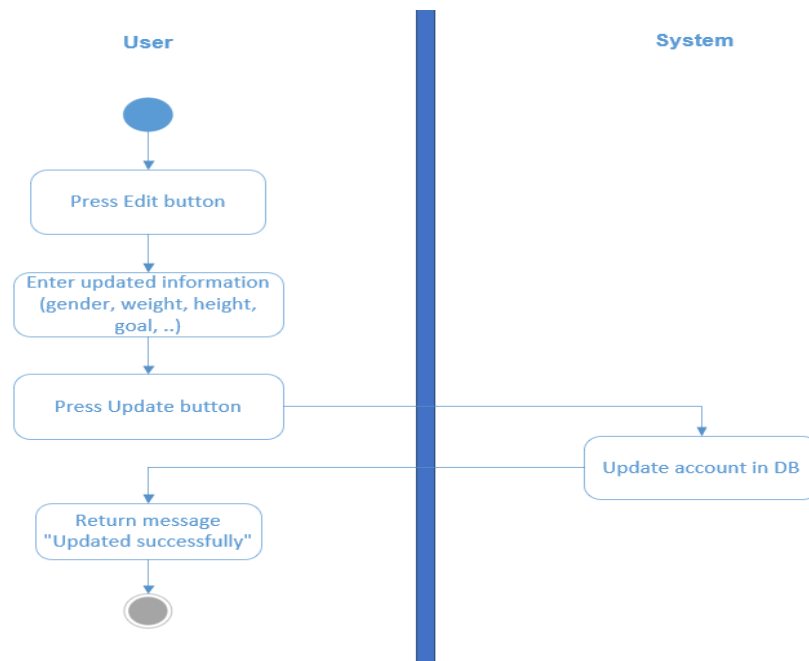 User
System
Press Edit button
Enter updated information
(gender, weight, height,
goal, ..)
Press Update button
Update account in DB
Return message
"Updated successfully"